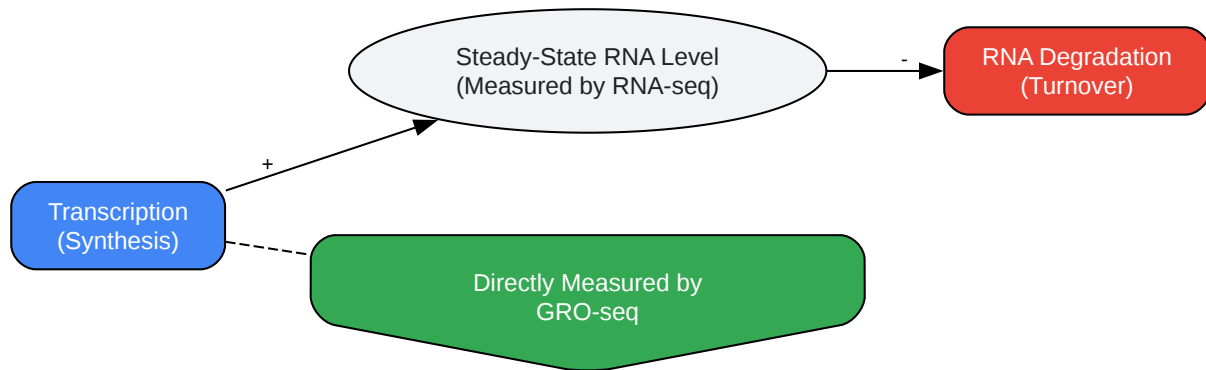 Steady-State RNA Level
(Measured by RNA-seq)
-
RNA Degradation
(Turnover)
+
Transcription
(Synthesis)
Directly Measured by
GRO-seq